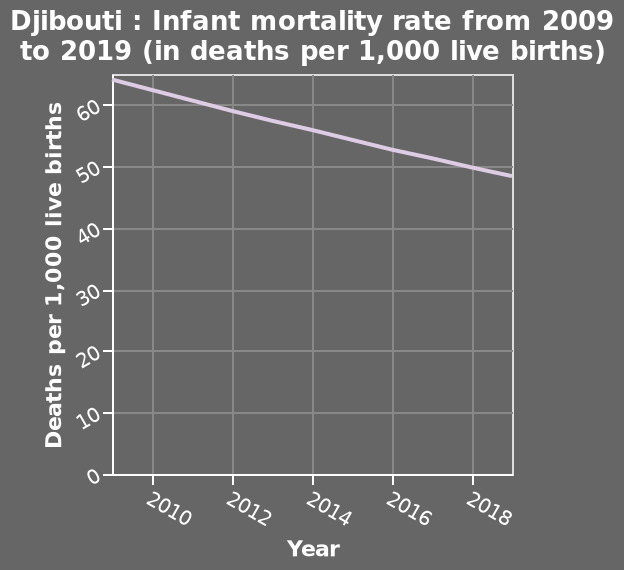 Djibouti : Infant mortality rate from 2009
to 2019 (in deaths per 1,000 live births)
Deaths per 1,000 live births
60
50
40
30
20
10
0
2010 2012 2014 2016 2018
Year